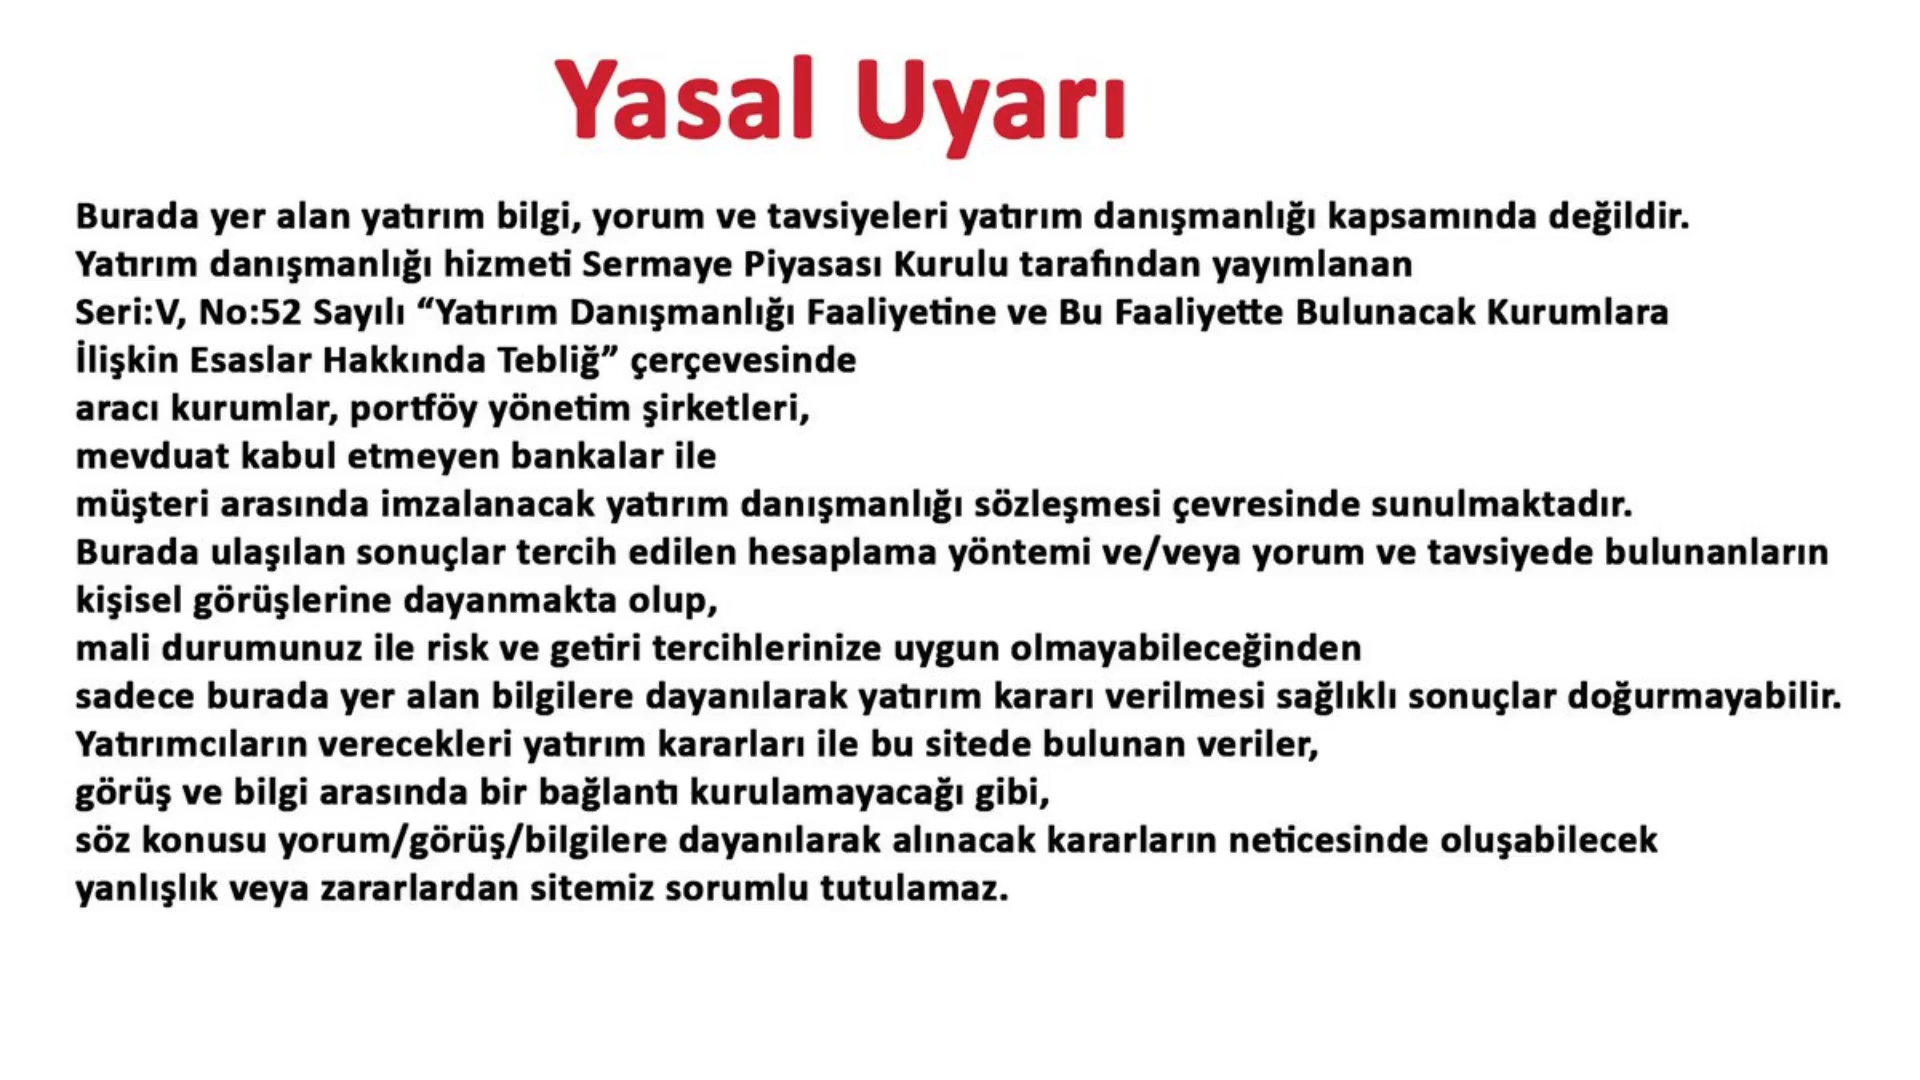 Yasal Uyarı
Burada yer alan yatırım bilgi, yorum ve tavsiyeleri yatırım danışmanlığı kapsamında değildir.
Yatırım danışmanlığı hizmeti Sermaye Piyasası Kurulu tarafından yayımlanan
Seri:V, No:52 Sayılı “Yatırım Danışmanlığı Faaliyetine ve Bu Faaliyette Bulunacak Kurumlara
İlişkin Esaslar Hakkında Tebliğ” çerçevesinde
aracı kurumlar, portföy yönetim şirketleri,
mevduat kabul etmeyen bankalar ile
müşteri arasında imzalanacak yatırım danışmanlığı sözleşmesi çevresinde sunulmaktadır.
Burada ulaşılan sonuçlar tercih edilen hesaplama yöntemi ve/veya yorum ve tavsiyede bulunanların
kişisel görüşlerine dayanmakta olup,
mali durumunuz ile risk ve getiri tercihlerinize uygun olmayabileceğinden
sadece burada yer alan bilgilere dayanılarak yatırım kararı verilmesi sağlıklı sonuçlar doğurmayabilir.
Yatırımcıların verecekleri yatırım kararları ile bu sitede bulunan veriler,
görüş ve bilgi arasında bir bağlantı kurulamayacağı gibi,
söz konusu yorum/görüş/bilgilere dayanılarak alınacak kararların neticesinde oluşabilecek
yanlışlık veya zararlardan sitemiz sorumlu tutulamaz.